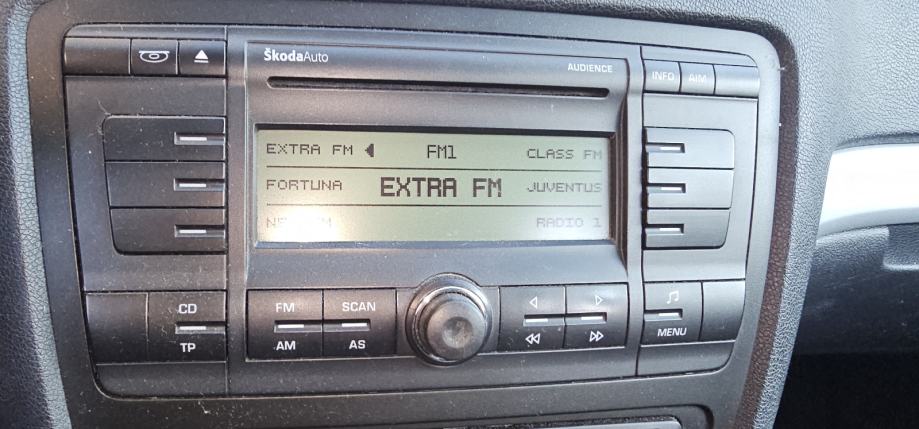 ŠkodaAuto
AUDIENCE
INFO AIM
EXTRA FM FM1 CLASS FM
FORTUNA EXTRA FM JUVENTUS
RADIO 1
CD
TP
FM SCAN
AM AS
MENU